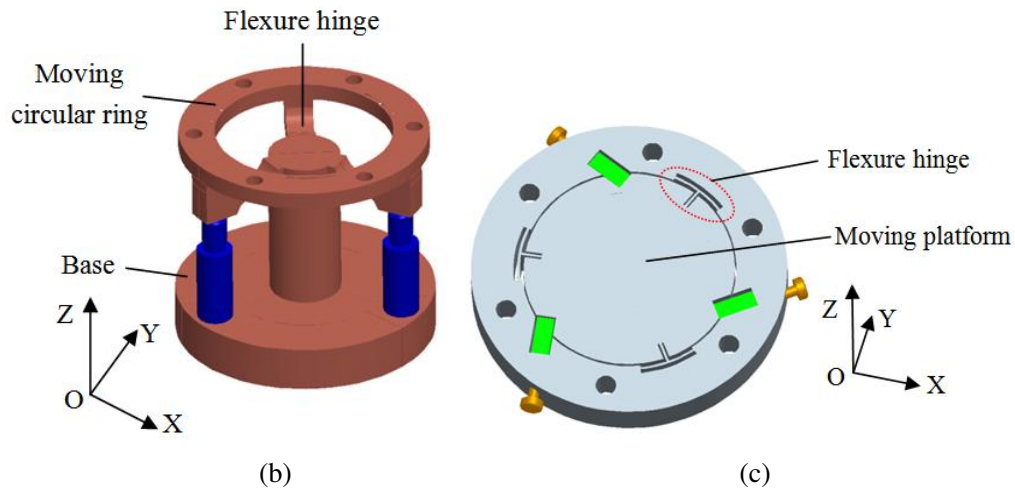 Flexure hinge
Moving
circular ring
Base
Z
Y
O
X
Flexure hinge
Moving platform
Z
Y
O
X
(b)
(c)